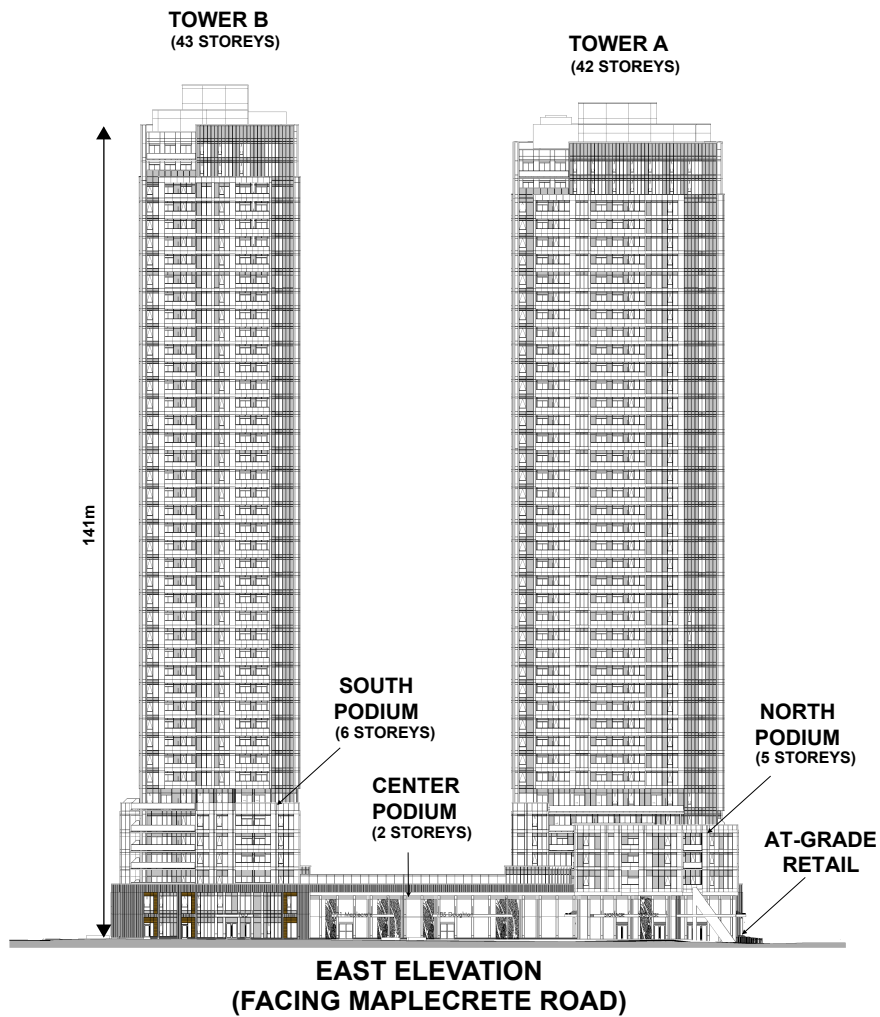 TOWER B
(43 STOREYS)
TOWER A
(42 STOREYS)
141m
SOUTH
PODIUM
(6 STOREYS)
NORTH
PODIUM
(5 STOREYS)
CENTER
PODIUM
(2 STOREYS)
AT-GRADE
RETAIL
EAST ELEVATION
(FACING MAPLECRETE ROAD)